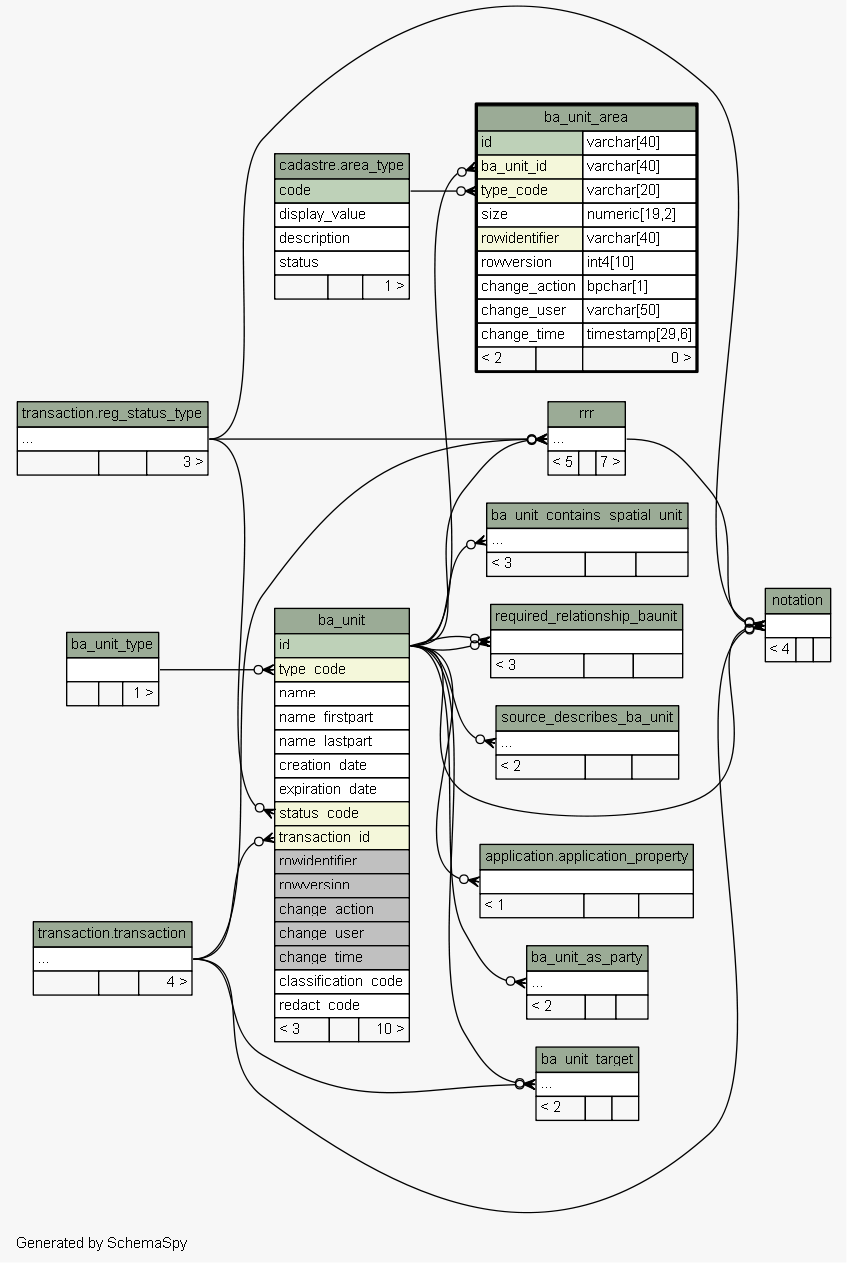 ba_unit_area
id varchar[40]
ba_unit_id varchar[40]
type_code varchar[20]
size numeric[19,2]
rowidentifier varchar[40]
rowversion int4[10]
change_action bpchar[1]
change_user varchar[50]
change_time timestamp[29,6]
< 2 0 >
cadastre.area_type
code
display_value
description
status
1 >
transaction.reg_status_type
...
3 >
rrr
...
< 5 7 >
ba_unit_contains_spatial_unit
...
< 3
notation
< 4
required_relationship_baunit
< 3
ba_unit_type
1 >
ba_unit
id
type_code
name
name_firstpart
name_lastpart
creation_date
expiration_date
status_code
transaction_id
rowidentifier
rowversion
change_action
change_user
change_time
classification_code
redact_code
< 3 10 >
source_describes_ba_unit
...
< 2
application.application_property
< 1
transaction.transaction
...
4 >
ba_unit_as_party
...
< 2
ba_unit_target
...
< 2
Generated by SchemaSpy